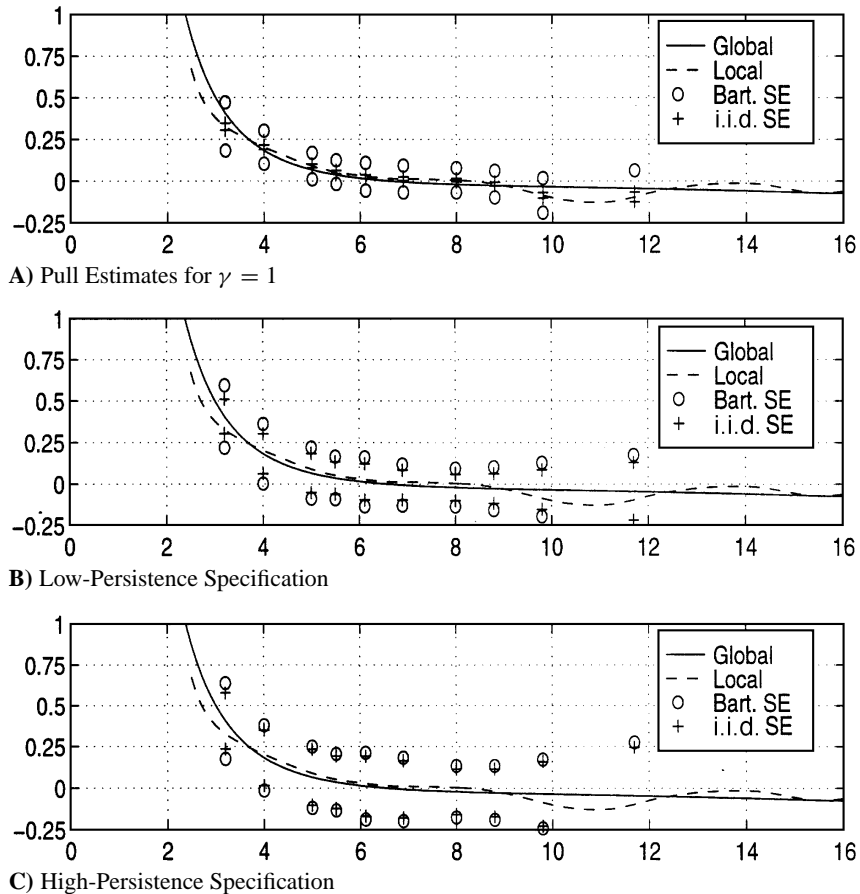 1
0.75
0.5
0.25
0
−0.25
0 2 4 6 8 10 12 14 16
Global
Local
Bart. SE
i.i.d. SE
A) Pull Estimates for γ = 1
1
0.75
0.5
0.25
0
−0.25
0 2 4 6 8 10 12 14 16
Global
Local
Bart. SE
i.i.d. SE
B) Low-Persistence Specification
1
0.75
0.5
0.25
0
−0.25
0 2 4 6 8 10 12 14 16
Global
Local
Bart. SE
i.i.d. SE
C) High-Persistence Specification